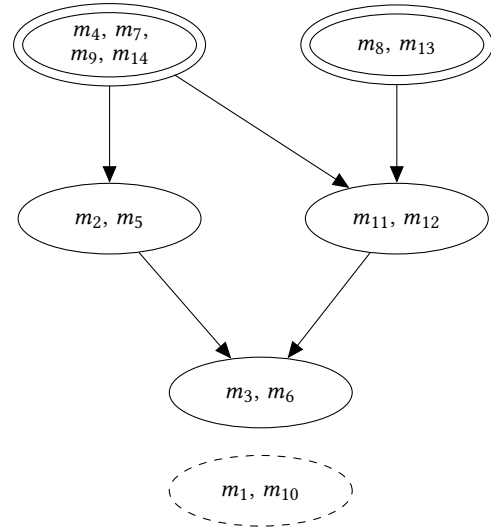 m₄, m₇,
m₉, m₁₄
m₈, m₁₃
m₂, m₅
m₁₁, m₁₂
m₃, m₆
m₁, m₁₀